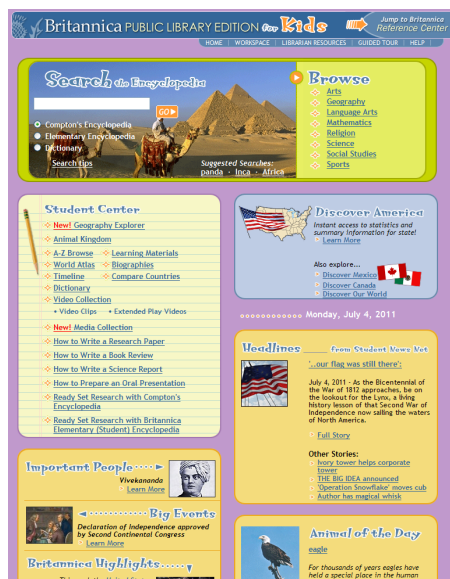 Britannica PUBLIC LIBRARY EDITION for Kids
Jump to Britannica
Reference Center
HOME | WORKSPACE | LIBRARIAN RESOURCES | GUIDED TOUR | HELP |
Search the Encyclopedia
GO
Compton's Encyclopedia
Elementary Encyclopedia
Dictionary
Search tips
Suggested Searches:
panda - Inca - Africa
Browse
Arts
Geography
Language Arts
Mathematics
Religion
Science
Social Studies
Sports
Student Center
New! Geography Explorer
Animal Kingdom
A-Z Browse Learning Materials
World Atlas Biographies
Timeline Compare Countries
Dictionary
Video Collection
• Video Clips • Extended Play Videos
New! Media Collection
How to Write a Research Paper
How to Write a Book Review
How to Write a Science Report
How to Prepare an Oral Presentation
Ready Set Research with Compton's
Encyclopedia
Ready Set Research with Britannica
Elementary (Student) Encyclopedia
Important People
Vivekananda
Learn More
Big Events
Declaration of Independence approved
by Second Continental Congress
Learn More
Britannica Highlights
Discover America
Instant access to statistics and
summary information for state!
Learn More
Also explore...
Discover Mexico
Discover Canada
Discover Our World
Monday, July 4, 2011
Headlines from Student News Net
'..our flag was still there':
July 4, 2011 - As the Bicentennial of
the War of 1812 approaches, be on
the lookout for the Lynx, a living
history lesson of that Second War of
Independence now sailing the waters
of North America.
Full Story
Other Stories:
Ivory tower helps corporate
tower
THE BIG IDEA announced
'Operation Snowflake' moves cub
Author has magical whisk
Animal of the Day
eagle
For thousands of years eagles have
held a special place in the human